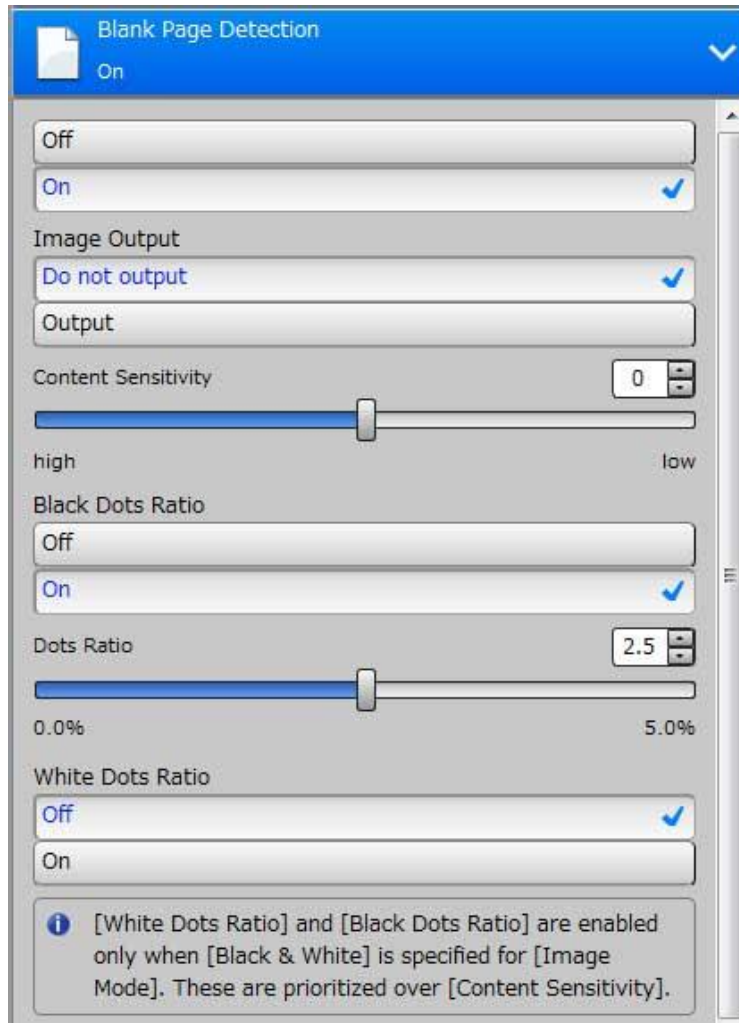 Blank Page Detection
On
Off
On
Image Output
Do not output
Output
Content Sensitivity 0
high low
Black Dots Ratio
Off
On
Dots Ratio 2.5
0.0% 5.0%
White Dots Ratio
Off
On
[White Dots Ratio] and [Black Dots Ratio] are enabled
only when [Black & White] is specified for [Image
Mode]. These are prioritized over [Content Sensitivity].